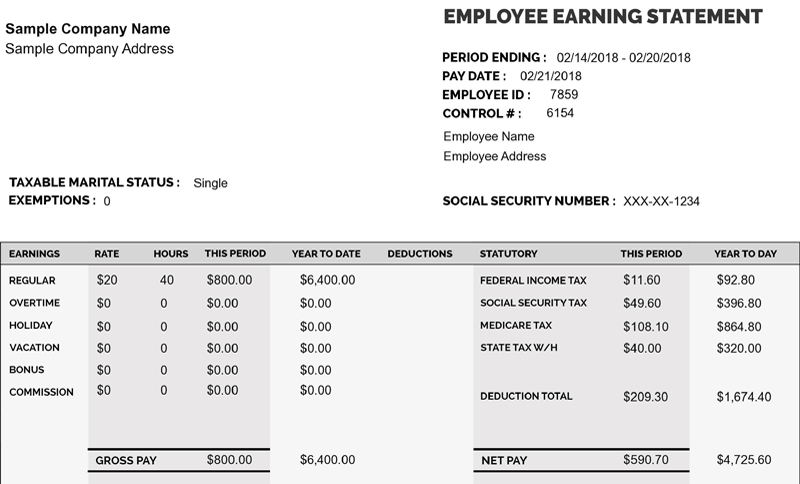 EMPLOYEE EARNING STATEMENT
Sample Company Name
Sample Company Address
PERIOD ENDING : 02/14/2018 - 02/20/2018
PAY DATE : 02/21/2018
EMPLOYEE ID : 7859
CONTROL # : 6154
Employee Name
Employee Address
TAXABLE MARITAL STATUS : Single
EXEMPTIONS : 0
SOCIAL SECURITY NUMBER : XXX-XX-1234
EARNINGS RATE HOURS THIS PERIOD YEAR TO DATE DEDUCTIONS STATUTORY THIS PERIOD YEAR TO DAY
REGULAR $20 40 $800.00 $6,400.00 FEDERAL INCOME TAX $11.60 $92.80
OVERTIME $0 0 $0.00 $0.00 SOCIAL SECURITY TAX $49.60 $396.80
HOLIDAY $0 0 $0.00 $0.00 MEDICARE TAX $108.10 $864.80
VACATION $0 0 $0.00 $0.00 STATE TAX W/H $40.00 $320.00
BONUS $0 0 $0.00 $0.00
COMMISSION $0 0 $0.00 $0.00 DEDUCTION TOTAL $209.30 $1,674.40
GROSS PAY $800.00 $6,400.00 NET PAY $590.70 $4,725.60